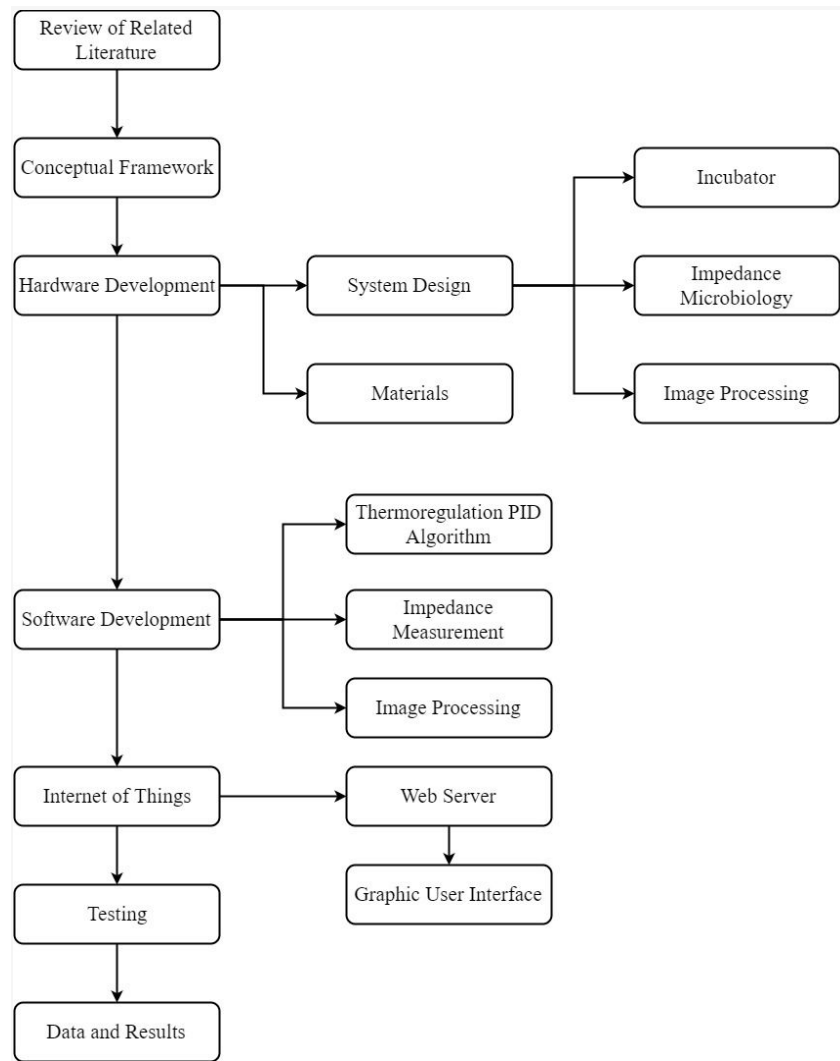 Review of Related
Literature
Conceptual Framework
Incubator
Hardware Development
System Design
Impedance
Microbiology
Materials
Image Processing
Thermoregulation PID
Algorithm
Software Development
Impedance
Measurement
Image Processing
Internet of Things
Web Server
Graphic User Interface
Testing
Data and Results